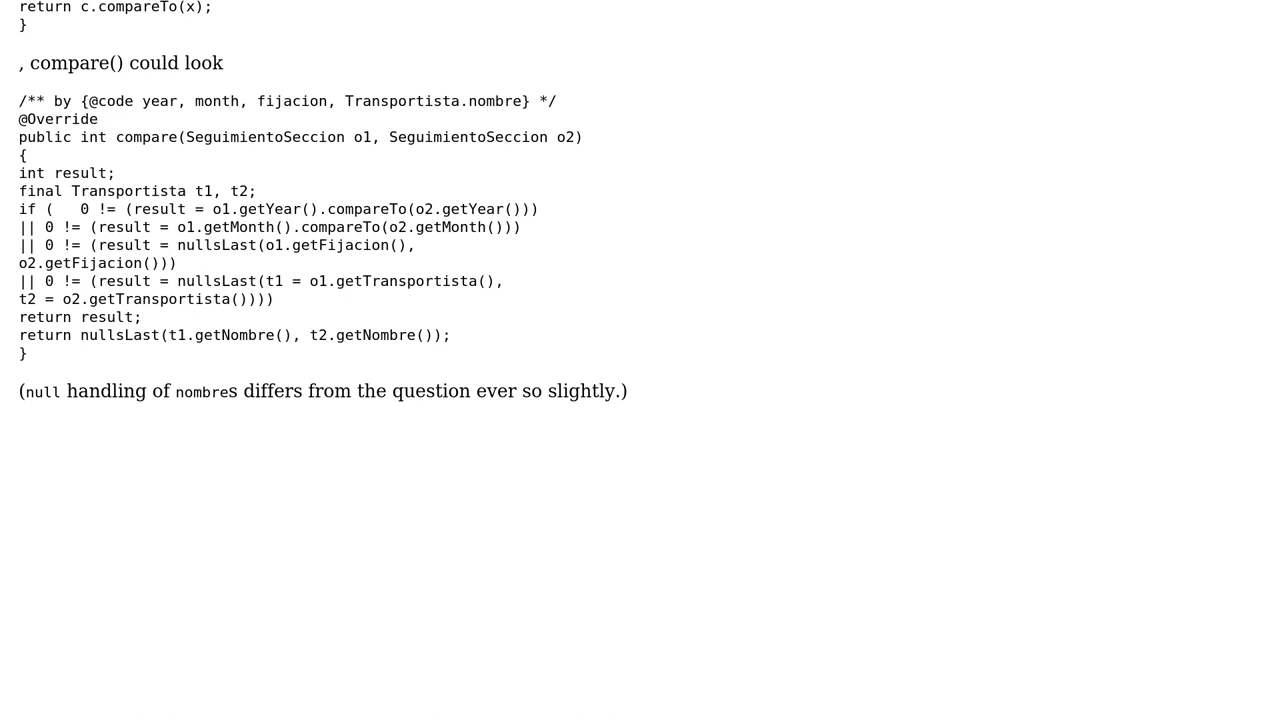 return c.compareTo(x);
}
, compare() could look
/** by {@code year, month, fijacion, Transportista.nombre} */
@Override
public int compare(SeguimientoSeccion o1, SeguimientoSeccion o2)
{
int result;
final Transportista t1, t2;
if (   0 != (result = o1.getYear().compareTo(o2.getYear()))
|| 0 != (result = o1.getMonth().compareTo(o2.getMonth()))
|| 0 != (result = nullsLast(o1.getFijacion(),
o2.getFijacion()))
|| 0 != (result = nullsLast(t1 = o1.getTransportista(),
t2 = o2.getTransportista())))
return result;
return nullsLast(t1.getNombre(), t2.getNombre());
}
(null handling of nombres differs from the question ever so slightly.)